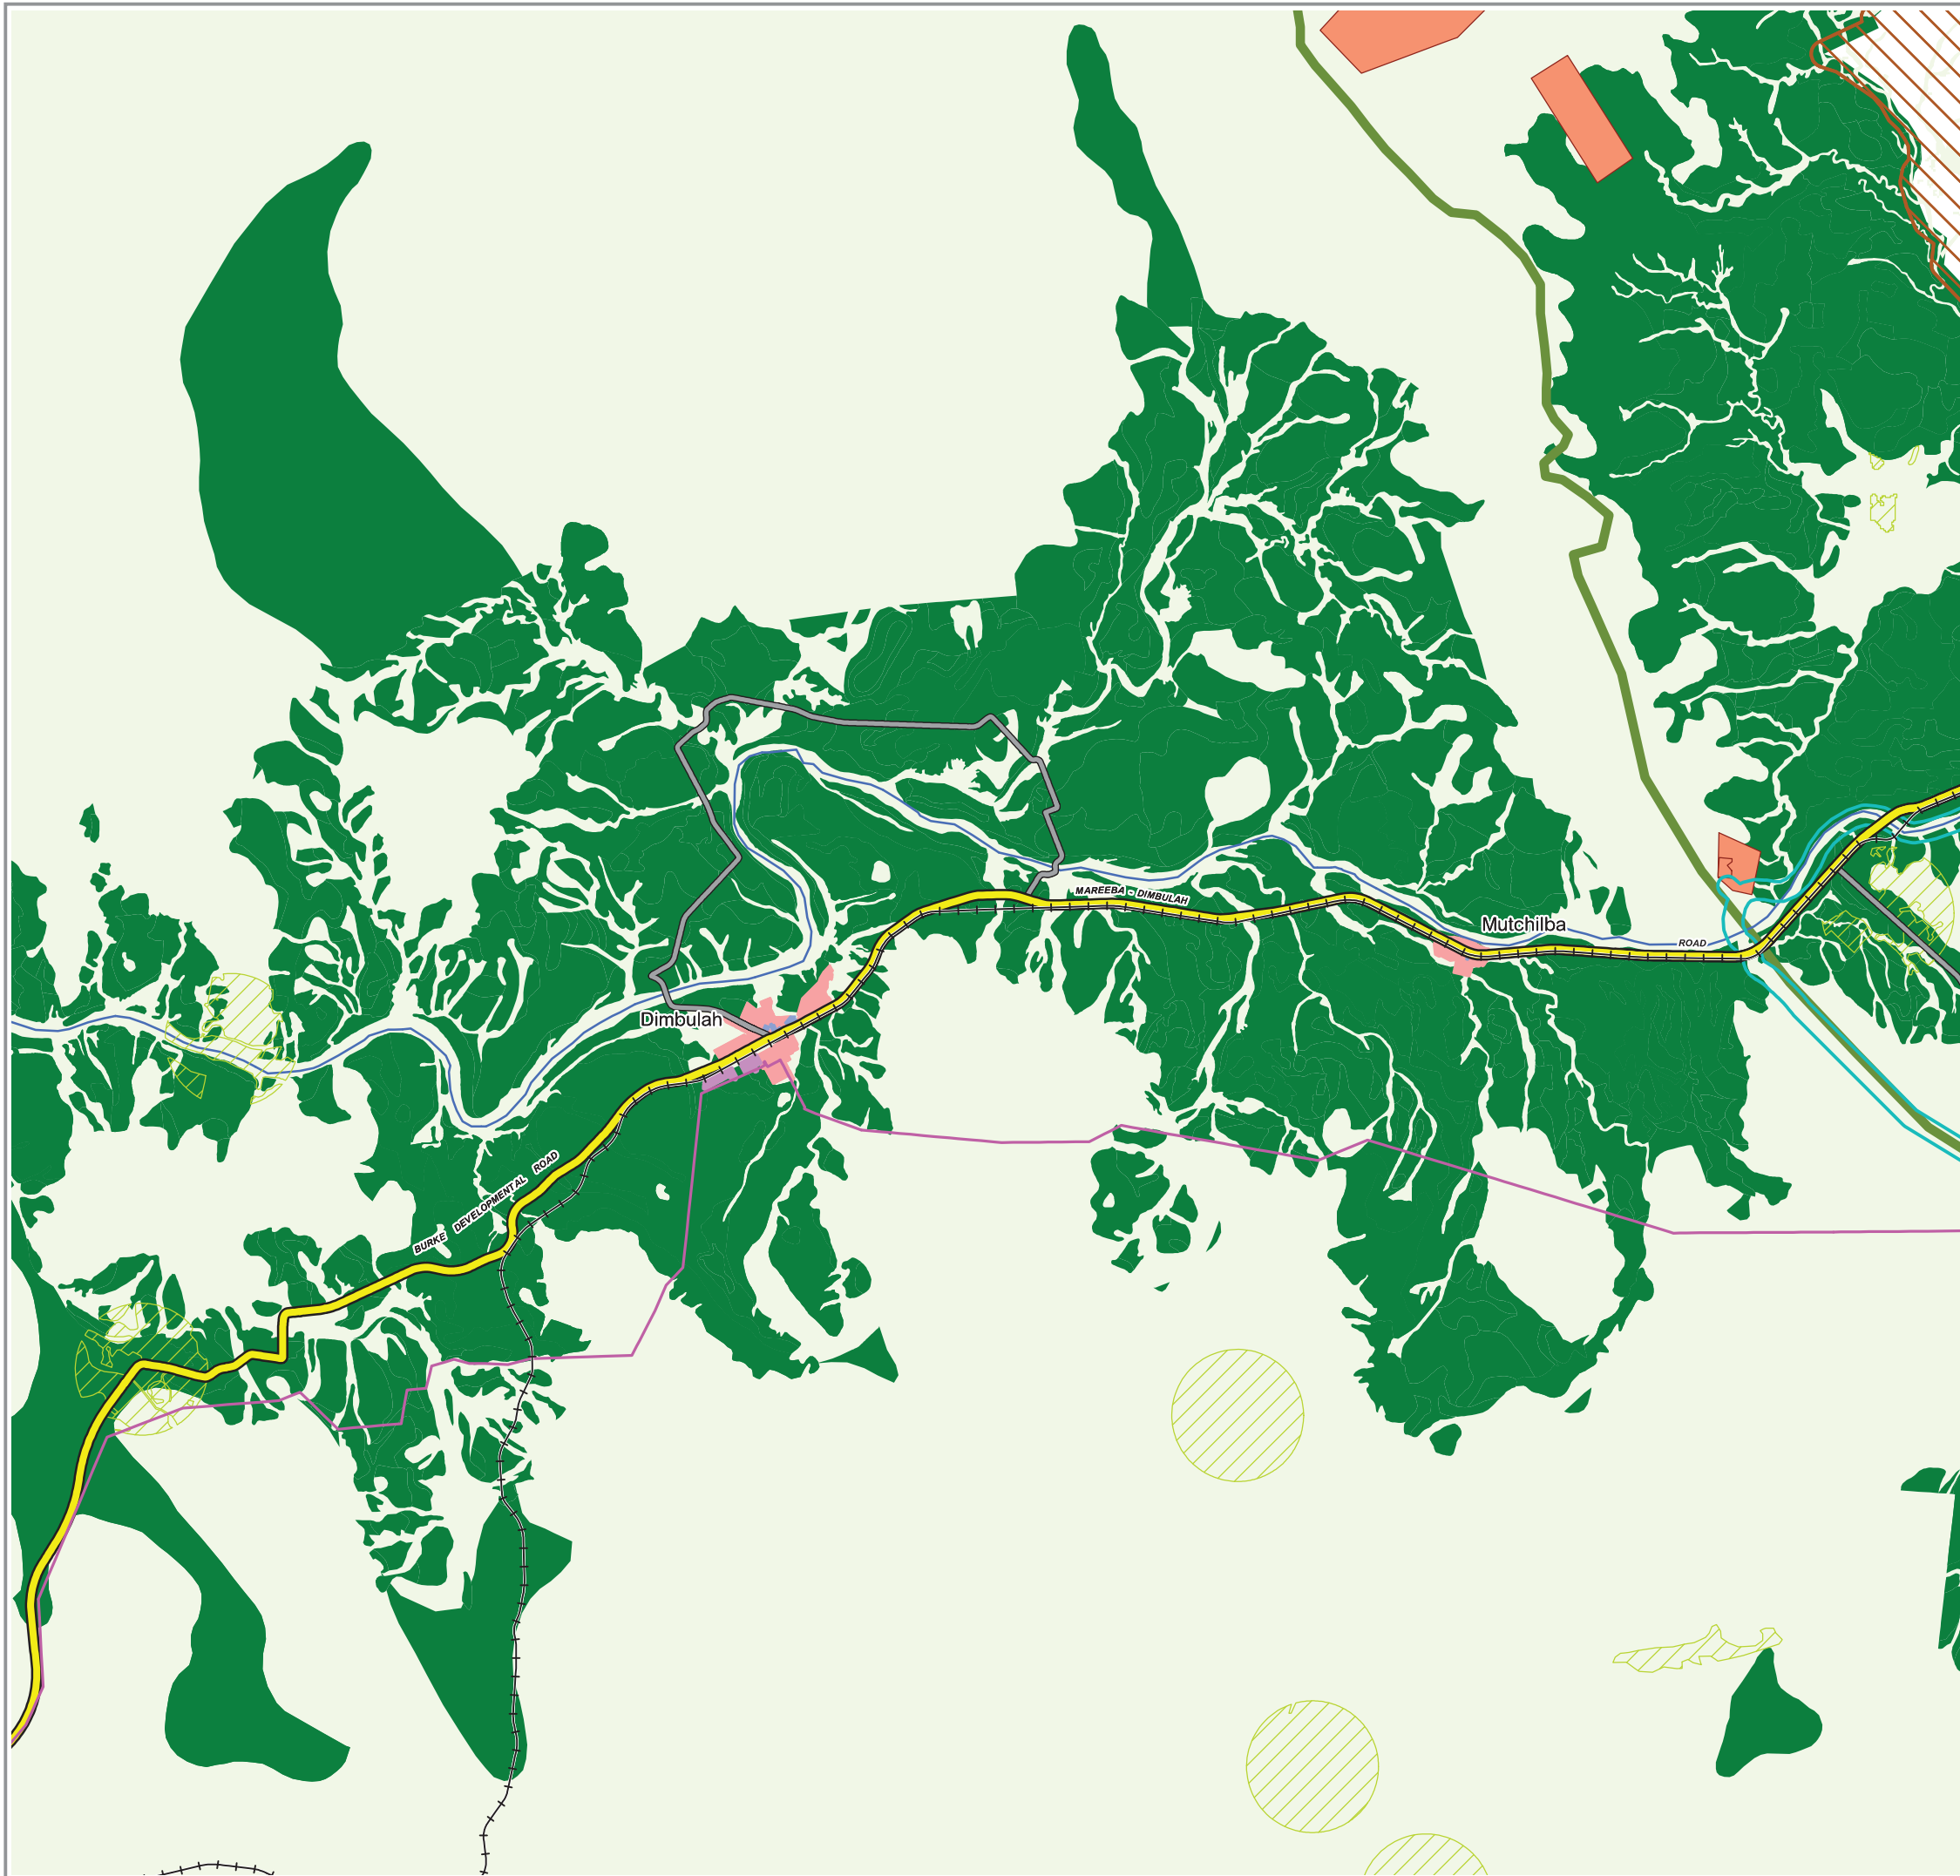 MAREEBA - DIMBULAH
Mutchilba
ROAD
Dimbulah
BURKE DEVELOPMENTAL ROAD